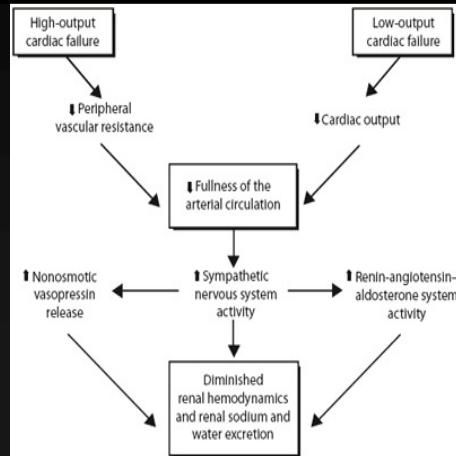 High-output
cardiac failure
Low-output
cardiac failure
⬇Peripheral
vascular resistance
⬇Cardiac output
⬇Fullness of the
arterial circulation
⬆Nonosmotic
vasopressin
release
⬆Sympathetic
nervous system
activity
⬆Renin-angiotensin–
aldosterone system
activity
Diminished
renal hemodynamics
and renal sodium and
water excretion